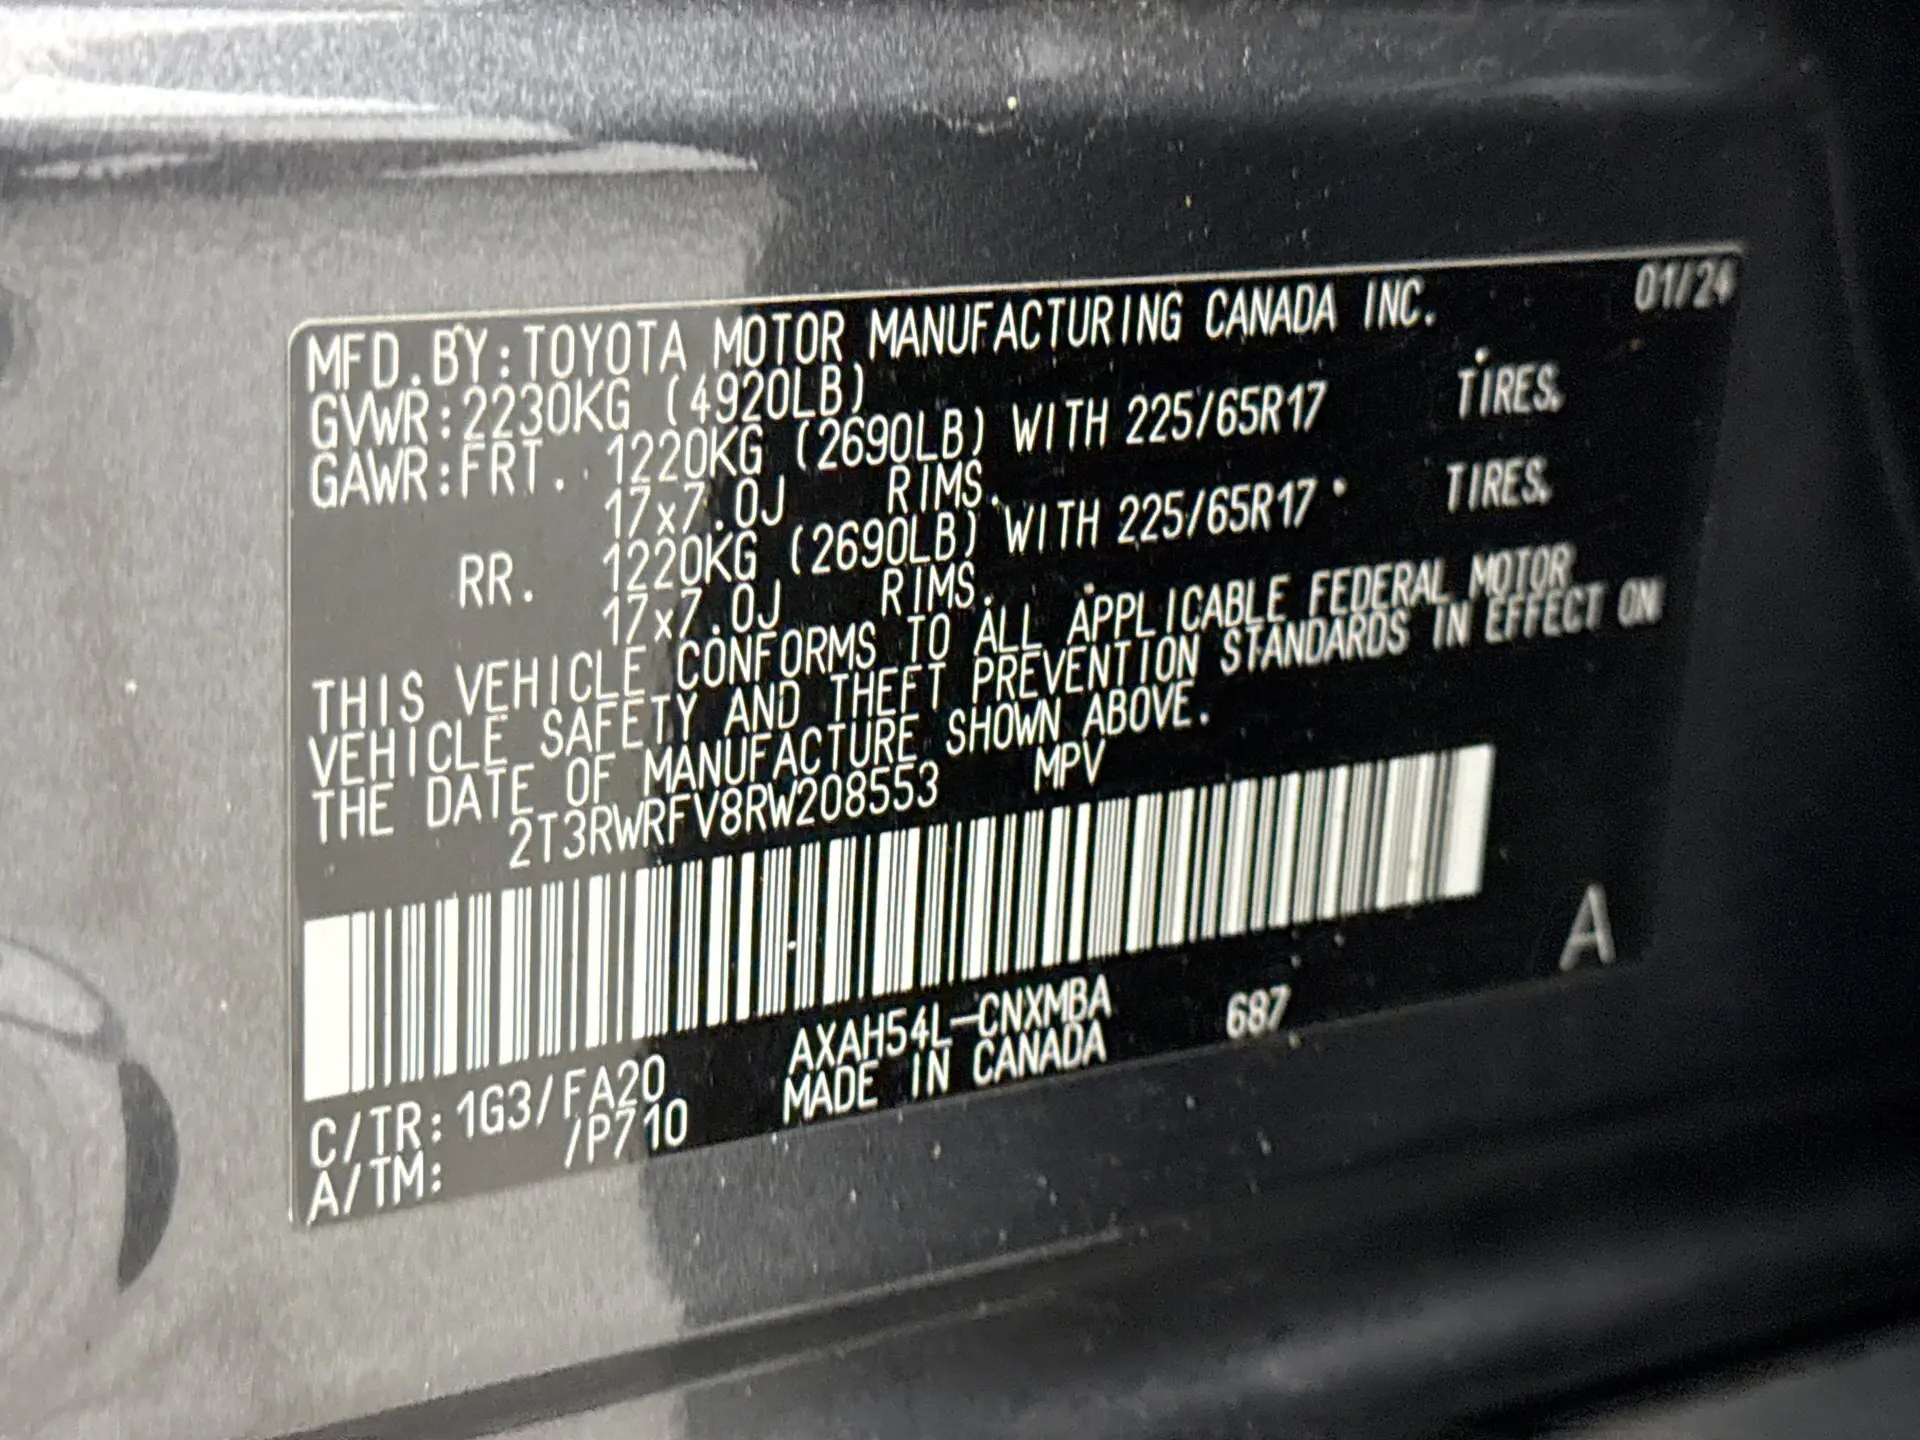 MFD.BY:TOYOTA MOTOR MANUFACTURING CANADA INC. 01/24
GVWR:2230KG (4920LB)
GAWR:FRT. 1220KG (2690LB) WITH 225/65R17 TIRES.
17x7.0J RIMS.
RR. 1220KG (2690LB) WITH 225/65R17 TIRES.
17x7.0J RIMS.
THIS VEHICLE CONFORMS TO ALL APPLICABLE FEDERAL MOTOR
VEHICLE SAFETY AND THEFT PREVENTION STANDARDS IN EFFECT ON
THE DATE OF MANUFACTURE SHOWN ABOVE.
2T3RWRFV8RW208553 MPV
A
C/TR:1G3/FA20 AXAH54L-CNXMBA 687
A/TM: /P710 MADE IN CANADA